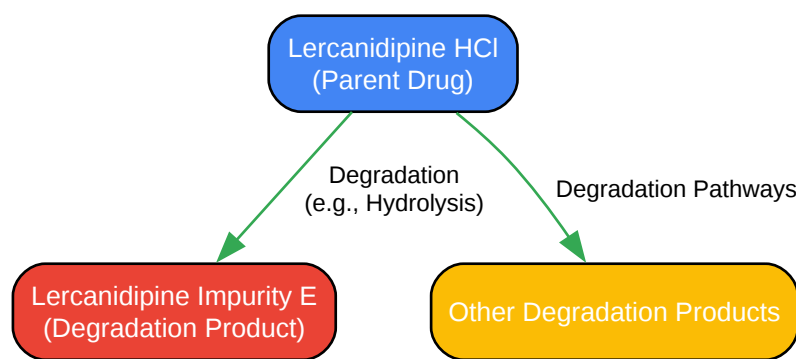 Lercanidipine HCl
(Parent Drug)
Degradation
(e.g., Hydrolysis)
Degradation Pathways
Lercanidipine Impurity E
(Degradation Product)
Other Degradation Products